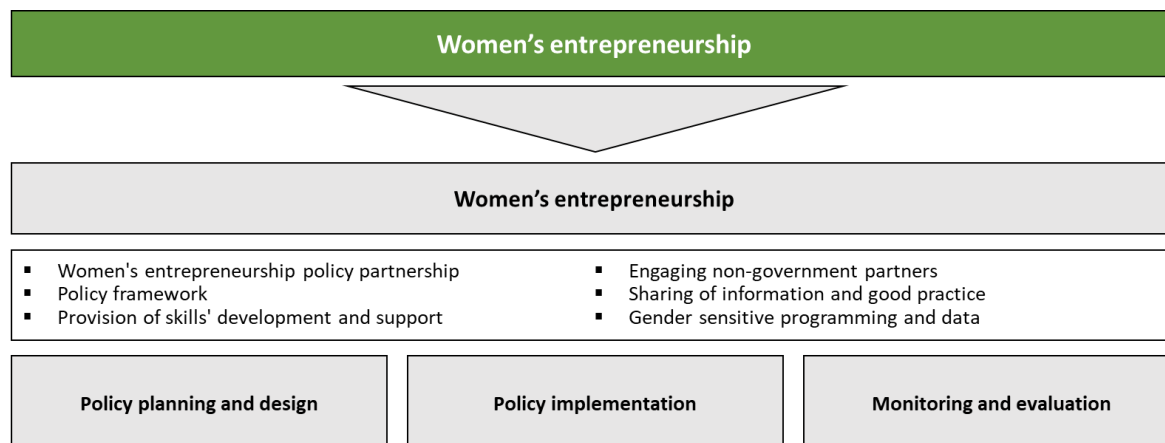 Women’s entrepreneurship
Women’s entrepreneurship
▪ Women's entrepreneurship policy partnership
▪ Policy framework
▪ Provision of skills' development and support
▪ Engaging non-government partners
▪ Sharing of information and good practice
▪ Gender sensitive programming and data
Policy planning and design
Policy implementation
Monitoring and evaluation